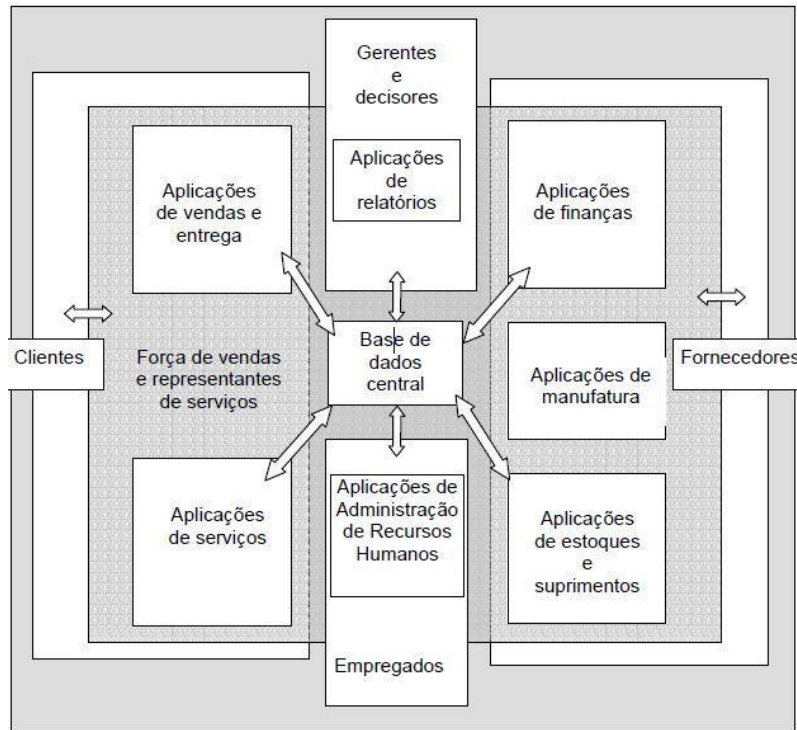 Gerentes
e
decisores
Aplicações
de
relatórios
Aplicações
de vendas e
entrega
Aplicações
de finanças
Clientes
Força de vendas
e representantes
de serviços
Base de
dados
central
Aplicações de
manufatura
Fornecedores
Aplicações
de serviços
Aplicações de
Administração
de Recursos
Humanos
Aplicações
de estoques
e
suprimentos
Empregados